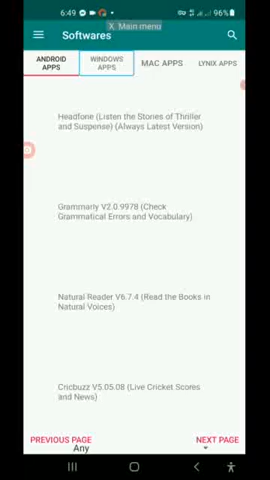 6:49
96%
X Main menu
Softwares
ANDROID APPS
WINDOWS APPS
MAC APPS
LYNIX APPS
Headfone (Listen the Stories of Thriller
and Suspense) (Always Latest Version)
Grammarly V2.0.9978 (Check
Grammatical Errors and Vocabulary)
Natural Reader V6.7.4 (Read the Books in
Natural Voices)
Cricbuzz V5.05.08 (Live Cricket Scores
and News)
PREVIOUS PAGE
NEXT PAGE
Any